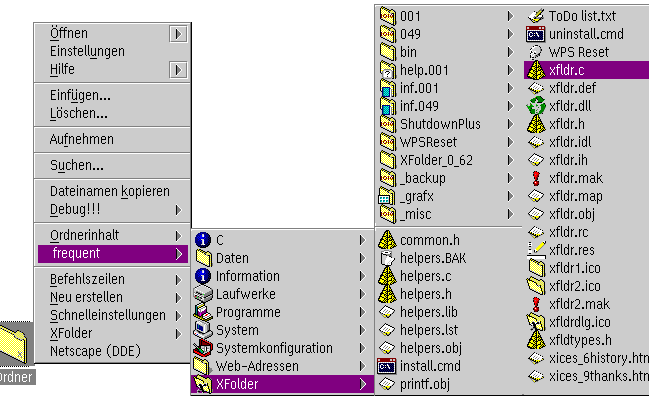 Öffnen
Einstellungen
Hilfe
Einfügen...
Löschen...
Aufnehmen
Suchen...
Dateinamen kopieren
Debug!!!
Ordnerinhalt
frequent
Befehlszeilen
Neu erstellen
Schnelleinstellungen
XFolder
Netscape (DDE)
Ordner
C
Daten
Information
Laufwerke
Programme
System
Systemkonfiguration
Web-Adressen
XFolder
001
049
bin
help.001
inf.001
inf.049
ShutdownPlus
WPSReset
XFolder_0_62
_backup
_grafx
_misc
common.h
helpers.BAK
helpers.c
helpers.h
helpers.lib
helpers.lst
helpers.obj
install.cmd
printf.obj
ToDo list.txt
uninstall.cmd
WPS Reset
xfldr.c
xfldr.def
xfldr.dll
xfldr.h
xfldr.idl
xfldr.ih
xfldr.mak
xfldr.map
xfldr.obj
xfldr.rc
xfldr.res
xfldr1.ico
xfldr2.ico
xfldr2.mak
xfldrdlg.ico
xfldtypes.h
xices_6history.htm
xices_9thanks.htm